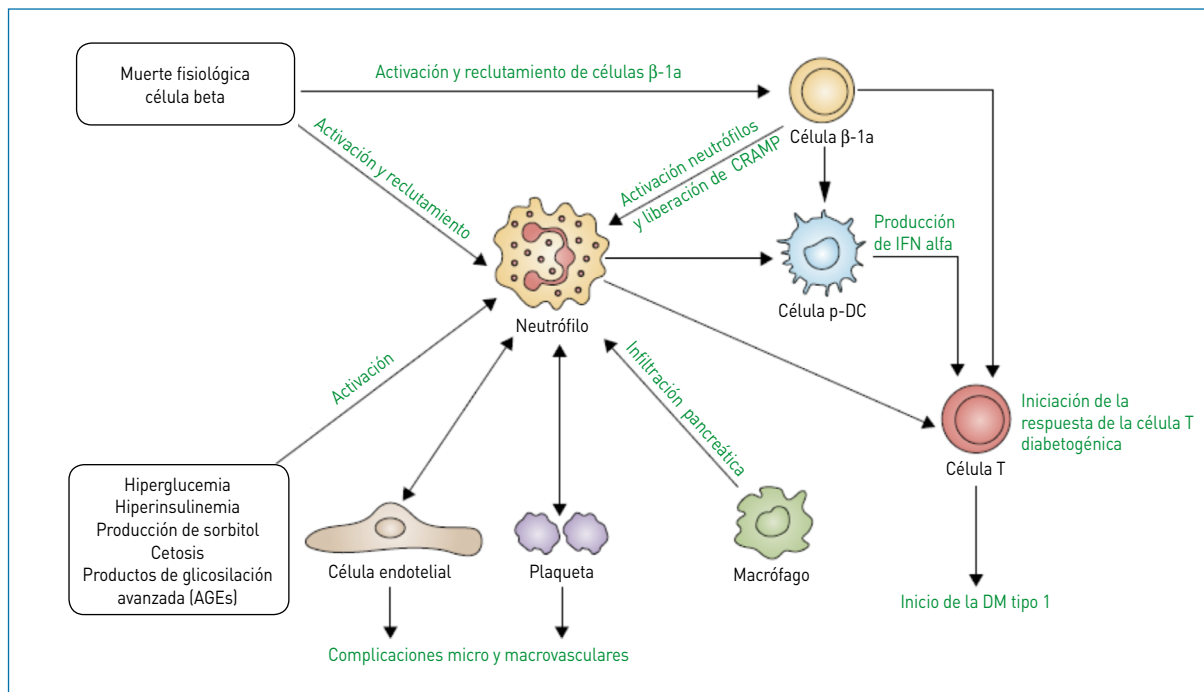 Muerte fisiológica
célula beta
Activación y reclutamiento de células β-1a
Célula β-1a
Activación y reclutamiento
Activación neutrófilos
y liberación de CRAMP
Producción
de IFN alfa
Célula p-DC
Neutrófilo
Activación
Infiltración pancreática
Iniciación de la
respuesta de la célula T
diabetogénica
Célula T
Hiperglucemia
Hiperinsulinemia
Producción de sorbitol
Cetosis
Productos de glicosilación
avanzada (AGEs)
Célula endotelial
Plaqueta
Macrófago
Inicio de la DM tipo 1
Complicaciones micro y macrovasculares